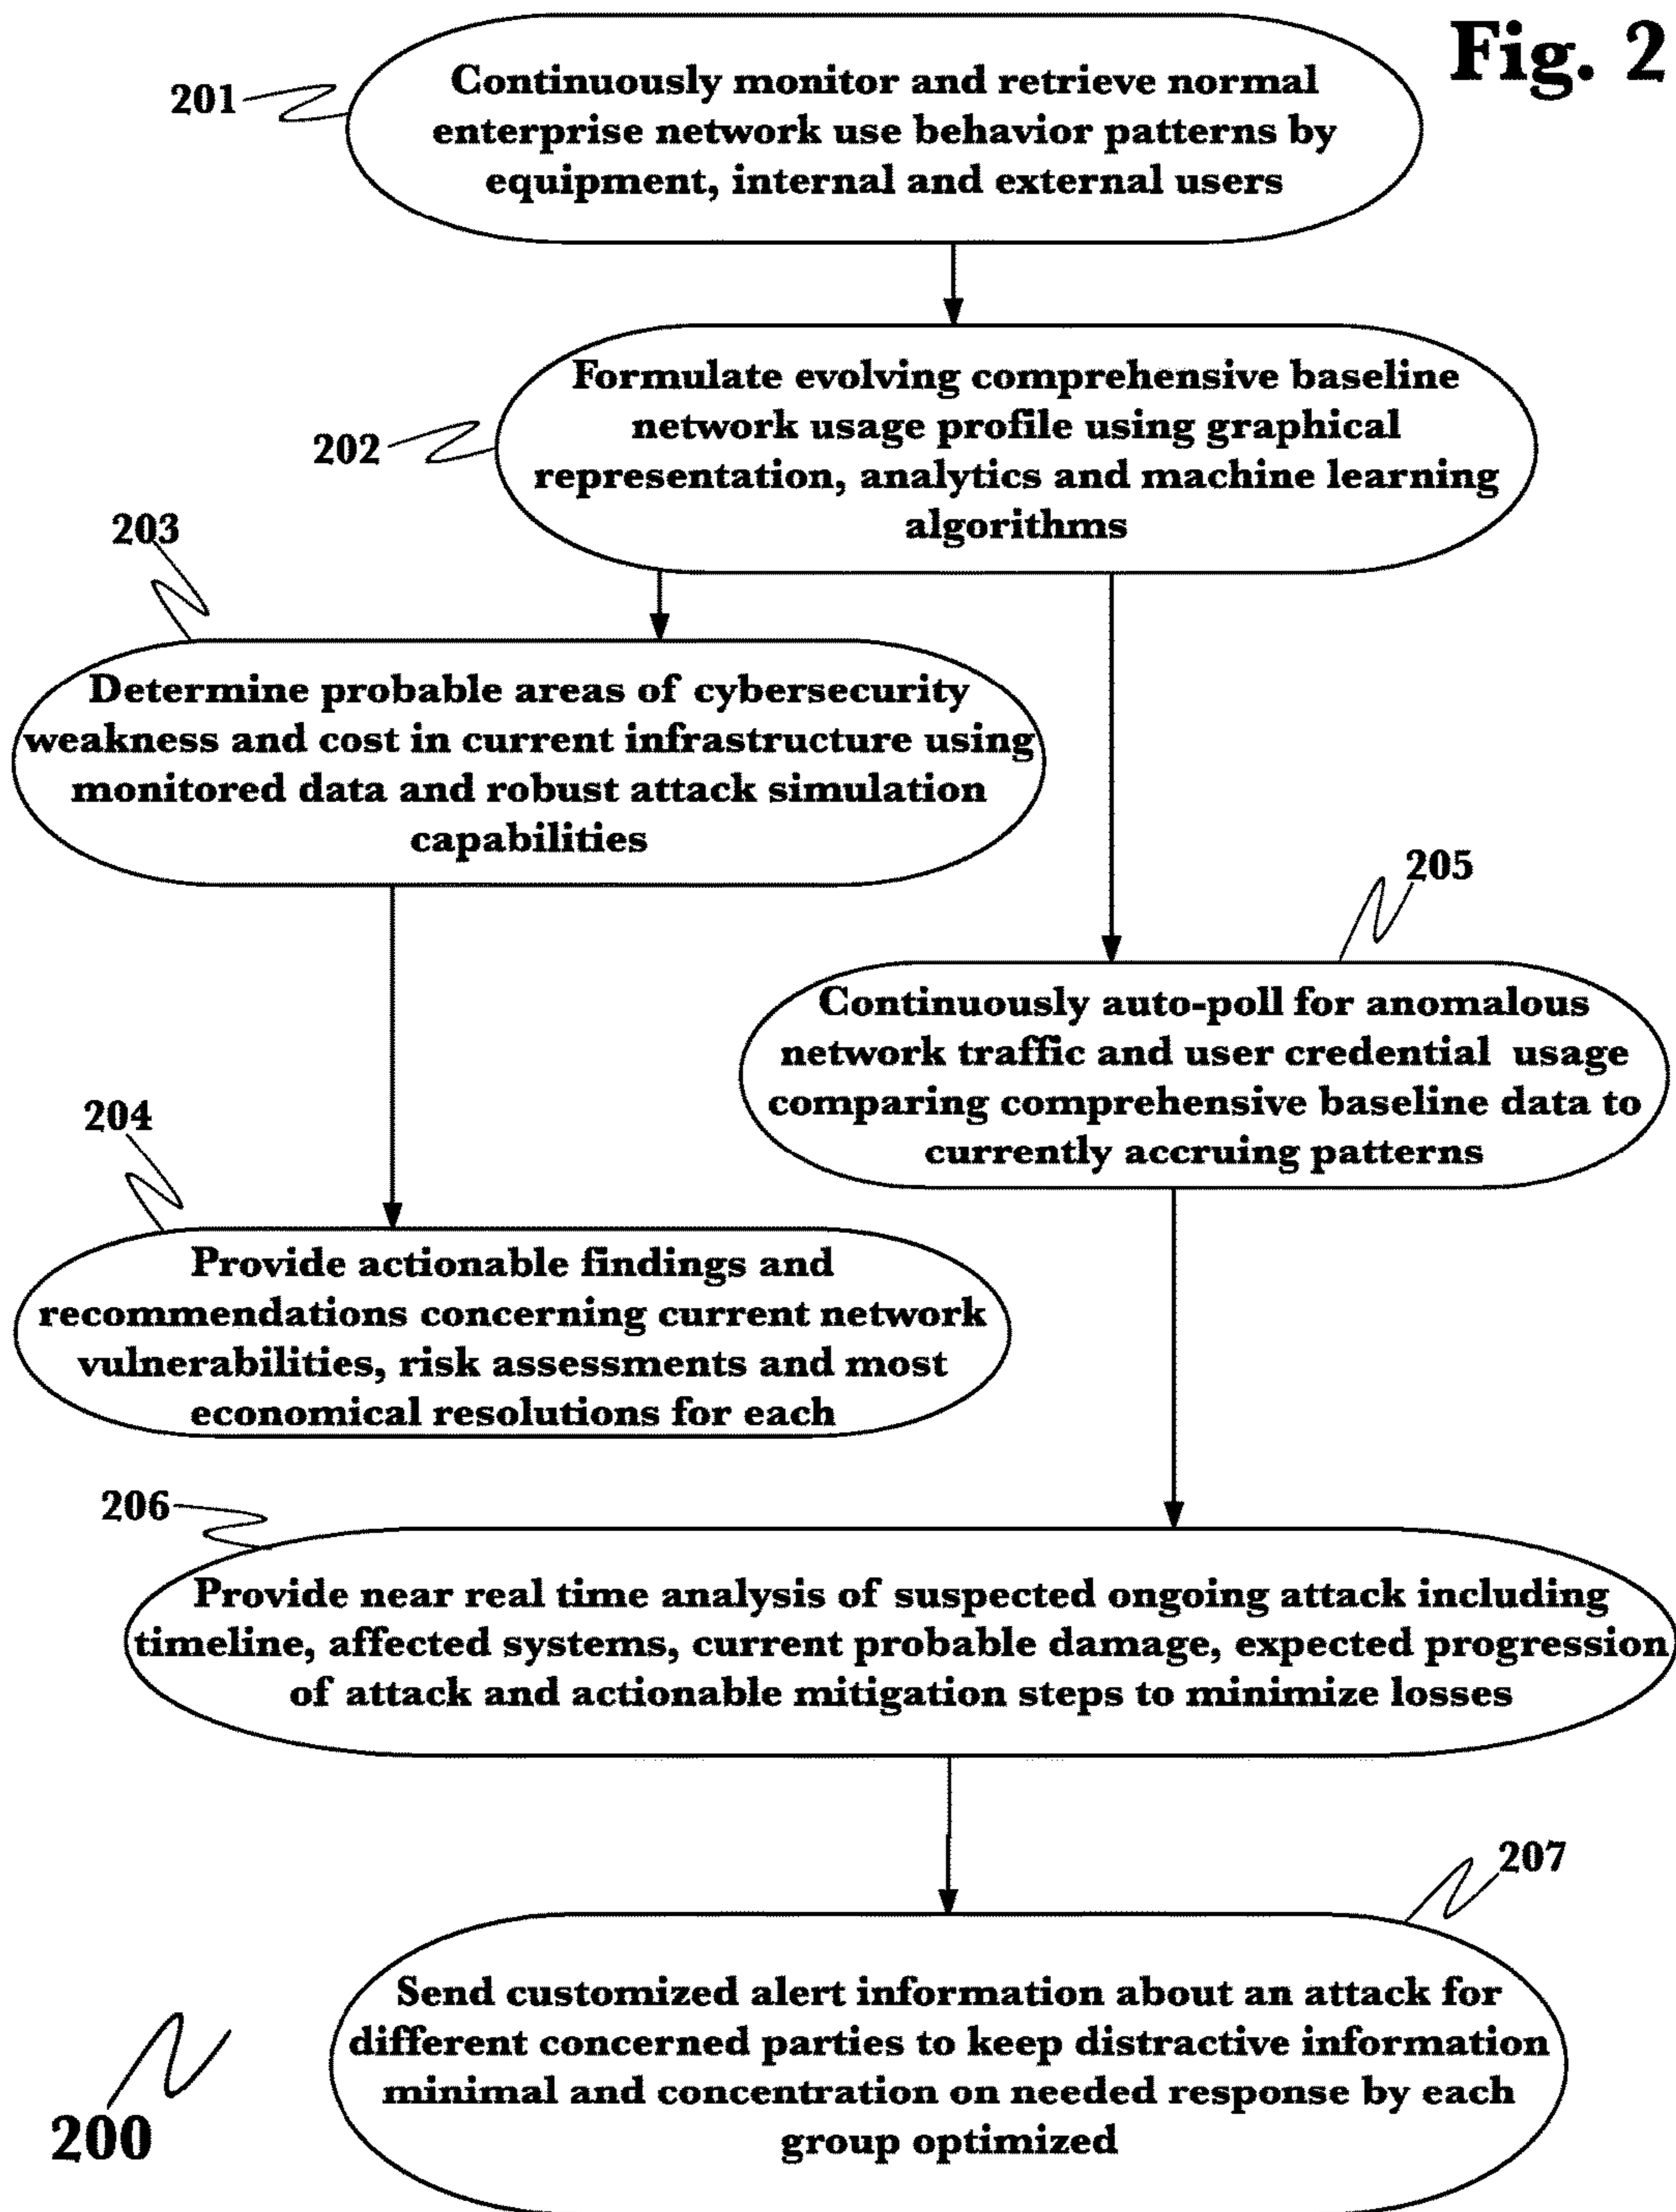 Fig. 2
201
Continuously monitor and retrieve normal
enterprise network use behavior patterns by
equipment, internal and external users
202
Formulate evolving comprehensive baseline
network usage profile using graphical
representation, analytics and machine learning
algorithms
203
Determine probable areas of cybersecurity
weakness and cost in current infrastructure using
monitored data and robust attack simulation
capabilities
205
Continuously auto-poll for anomalous
network traffic and user credential usage
comparing comprehensive baseline data to
currently accruing patterns
204
Provide actionable findings and
recommendations concerning current network
vulnerabilities, risk assessments and most
economical resolutions for each
206
Provide near real time analysis of suspected ongoing attack including
timeline, affected systems, current probable damage, expected progression
of attack and actionable mitigation steps to minimize losses
207
Send customized alert information about an attack for
different concerned parties to keep distractive information
minimal and concentration on needed response by each
group optimized
200